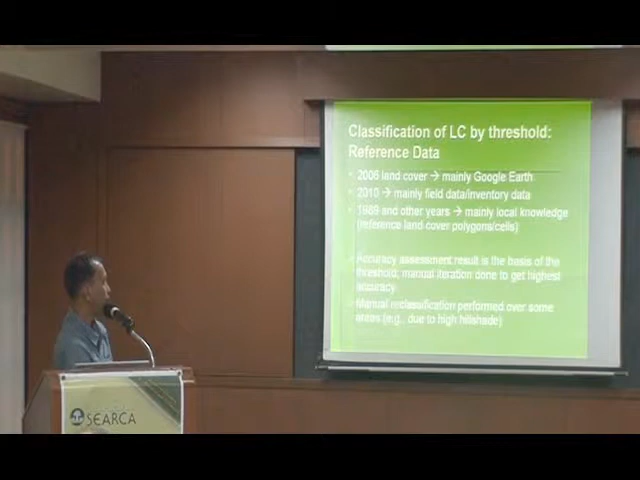 Classification of LC by threshold:
Reference Data
• 2006 land cover → mainly Google Earth
• 2010 → mainly field data/inventory data
• 1989 and other years → mainly local knowledge
(reference land cover polygons/cells)
• Accuracy assessment result is the basis of the
threshold; manual iteration done to get highest
accuracy
• Manual reclassification performed over some
areas (e.g., due to high hillshade)
SEARCA